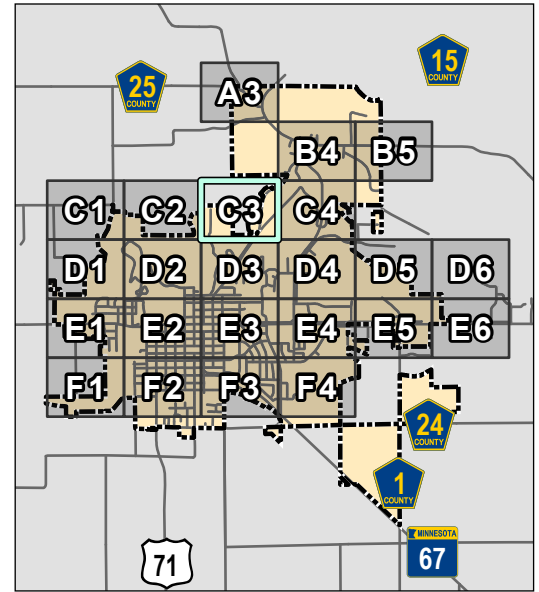 15
COUNTY
25
COUNTY
A3
B4 B5
C1 C2 C3 C4
D1 D2 D3 D4 D5 D6
E1 E2 E3 E4 E5 E6
F1 F2 F3 F4
24
COUNTY
1
COUNTY
MINNESOTA
67
71